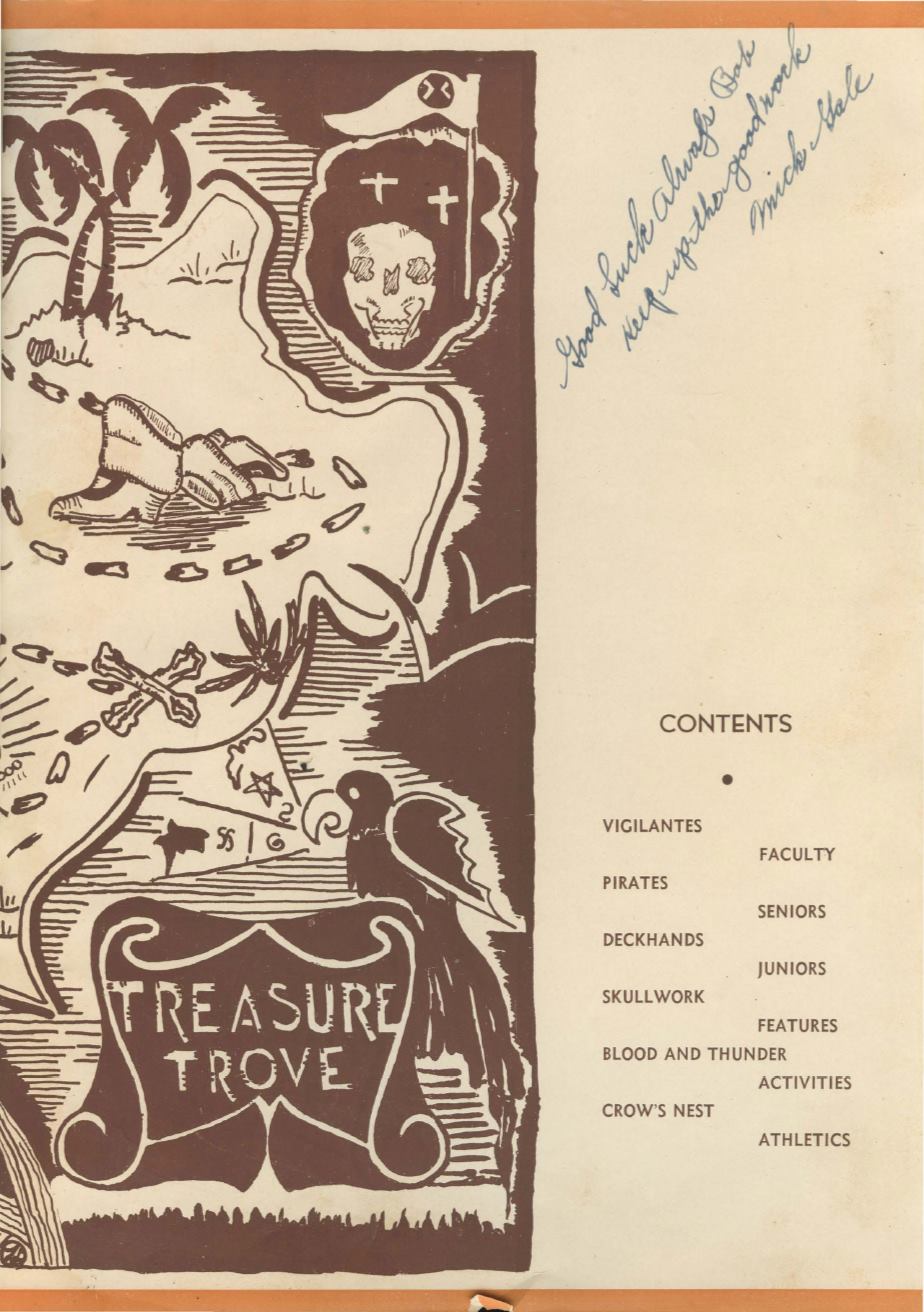 Good Luck Always Bob
Keep up the good work
Mick Gale
CONTENTS
VIGILANTES
FACULTY
PIRATES
SENIORS
DECKHANDS
JUNIORS
SKULLWORK
FEATURES
BLOOD AND THUNDER
ACTIVITIES
CROW'S NEST
ATHLETICS
TREASURE
TROVE